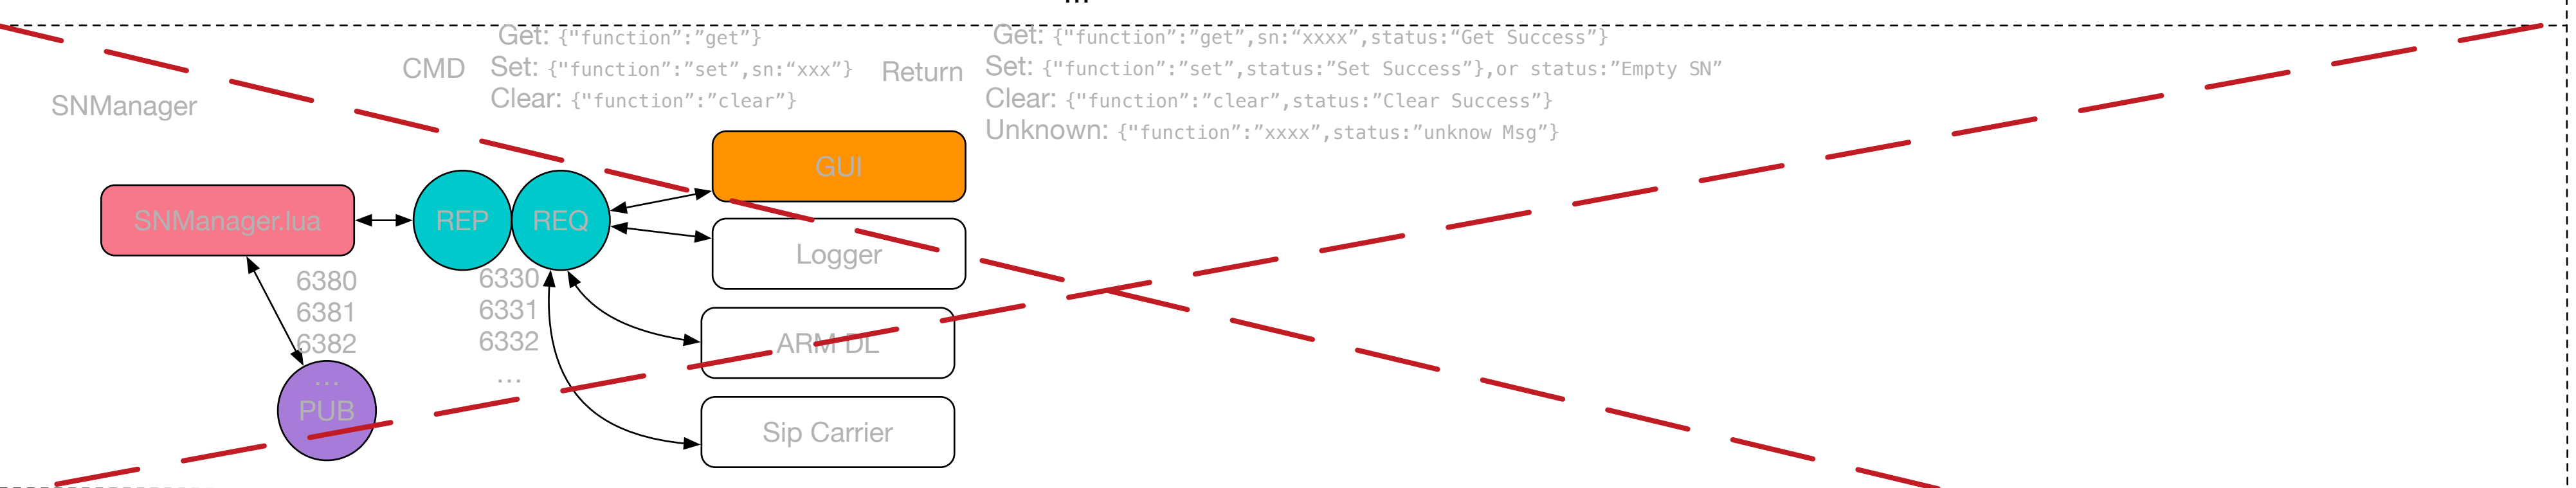 ...
Get: {"function":”get”}
CMD Set: {"function":”set”,sn:“xxx”}
Clear: {"function":”clear”}
Return
Get: {"function":”get”,sn:“xxxx”,status:“Get Success”}
Set: {"function":”set”,status:”Set Success”},or status:”Empty SN”
Clear: {"function":”clear”,status:”Clear Success”}
Unknown: {"function":”xxxx”,status:”unknow Msg”}
SNManager
GUI
SNManager.lua
REP
REQ
Logger
6380
6381
6382
...
PUB
6330
6331
6332
...
ARM DL
Sip Carrier